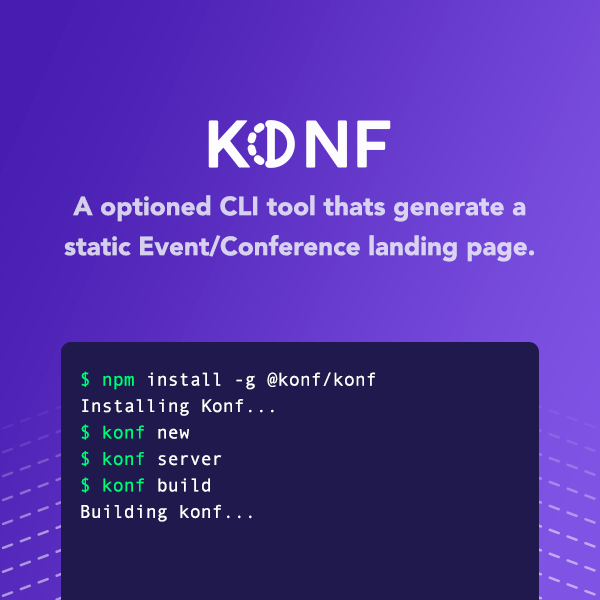 KONF
A optioned CLI tool thats generate a
static Event/Conference landing page.
$ npm install -g @konf/konf
Installing Konf...
$ konf new
$ konf server
$ konf build
Building konf...